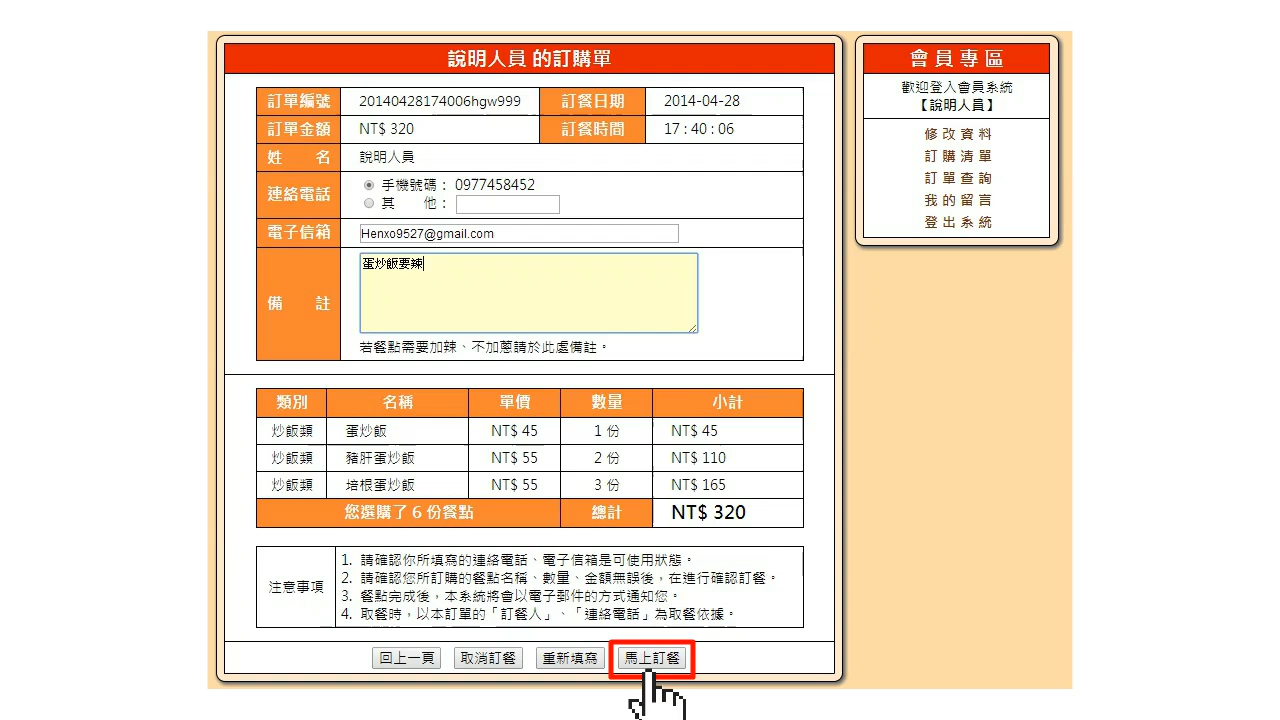 說明人員 的訂購單
訂單編號 20140428174006hgw999 訂餐日期 2014-04-28
訂單金額 NT$ 320 訂餐時間 17 : 40 : 06
姓 名 說明人員
連絡電話 手機號碼： 0977458452
其 他：
電子信箱 Henxo9527@gmail.com
備 註 蛋炒飯要辣
若餐點需要加辣、不加蔥請於此處備註。
類別 名稱 單價 數量 小計
炒飯類 蛋炒飯 NT$ 45 1 份 NT$ 45
炒飯類 豬肝蛋炒飯 NT$ 55 2 份 NT$ 110
炒飯類 培根蛋炒飯 NT$ 55 3 份 NT$ 165
您選購了 6 份餐點 總計 NT$ 320
注意事項
1. 請確認你所填寫的連絡電話、電子信箱是可使用狀態。
2. 請確認您所訂購的餐點名稱、數量、金額無誤後，在進行確認訂餐。
3. 餐點完成後，本系統將會以電子郵件的方式通知您。
4. 取餐時，以本訂單的「訂餐人」、「連絡電話」為取餐依據。
回上一頁 取消訂餐 重新填寫 馬上訂餐
會 員 專 區
歡迎登入會員系統
【說明人員】
修 改 資 料
訂 購 清 單
訂 單 查 詢
我 的 留 言
登 出 系 統